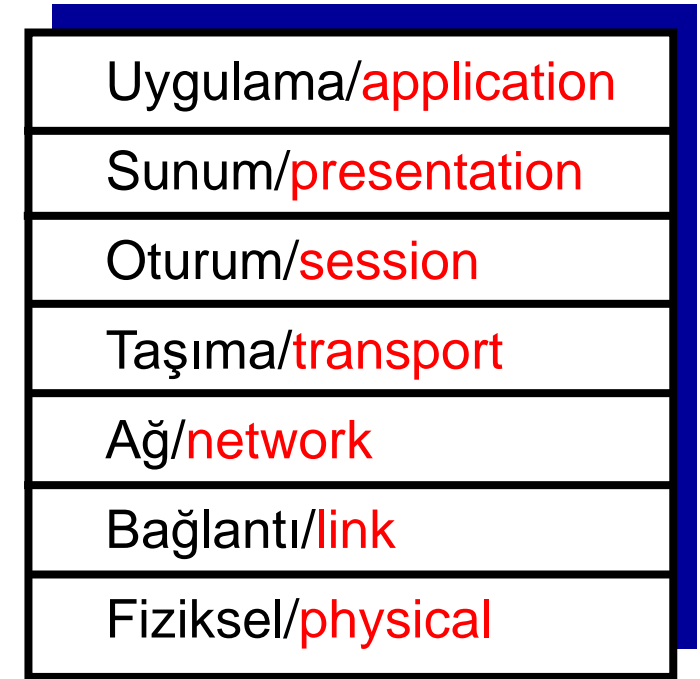 Uygulama/application
Sunum/presentation
Oturum/session
Taşıma/transport
Ağ/network
Bağlantı/link
Fiziksel/physical